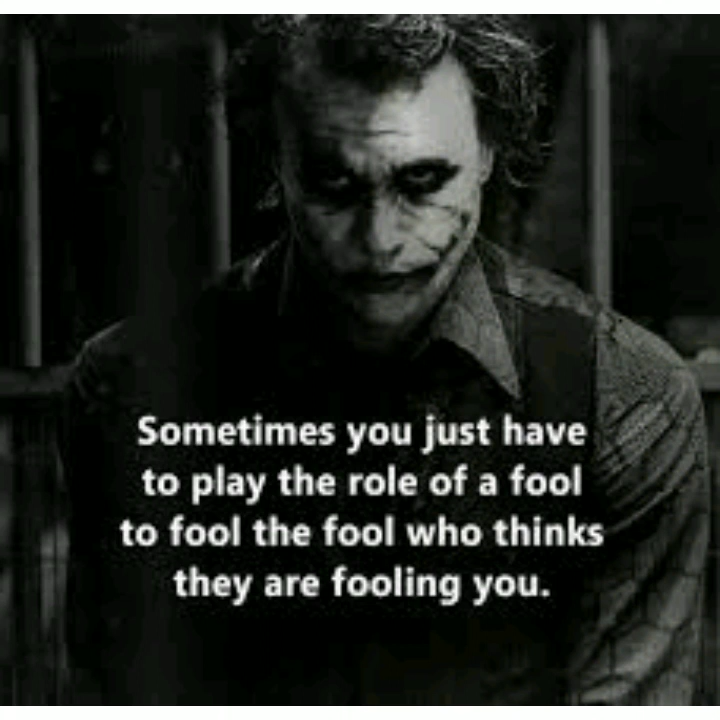 Sometimes you just have
to play the role of a fool
to fool the fool who thinks
they are fooling you.